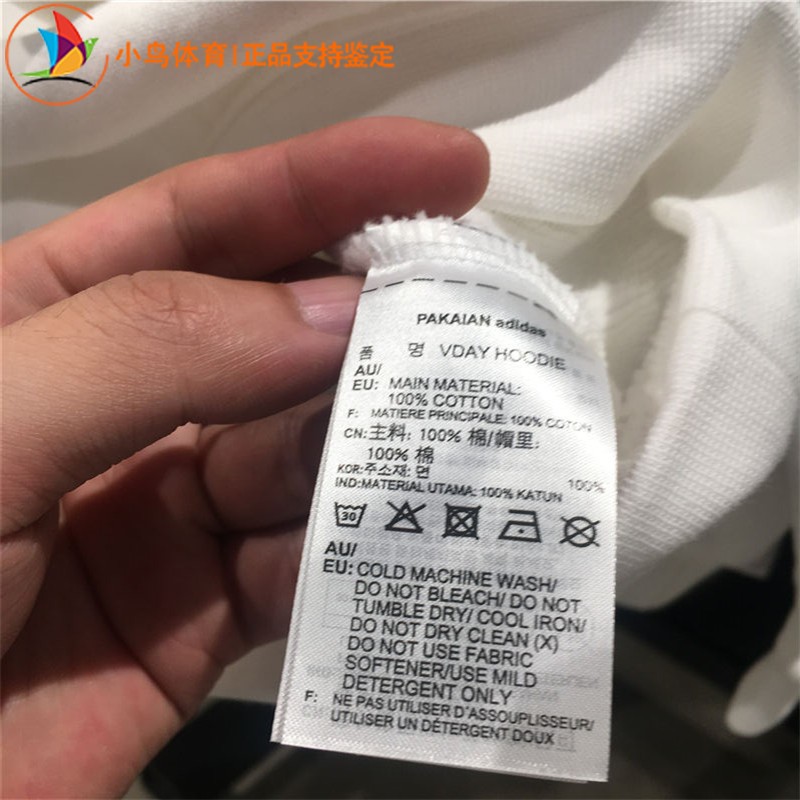 小鸟体育|正品支持鉴定
PAKAIAN adidas
품 명 VDAY HOODIE
AU/
EU: MAIN MATERIAL:
100% COTTON
F: MATIERE PRINCIPALE: 100% COTON
CN: 主料: 100% 棉/帽里:
100% 棉
KOR: 주소재: 면 100%
IND: MATERIAL UTAMA: 100% KATUN
30
AU/
EU: COLD MACHINE WASH/
DO NOT BLEACH/ DO NOT
TUMBLE DRY/ COOL IRON/
DO NOT DRY CLEAN (X)
DO NOT USE FABRIC
SOFTENER/USE MILD
DETERGENT ONLY
F: NE PAS UTILISER D'ASSOUPLISSEUR/
UTILISER UN DÉTERGENT DOUX